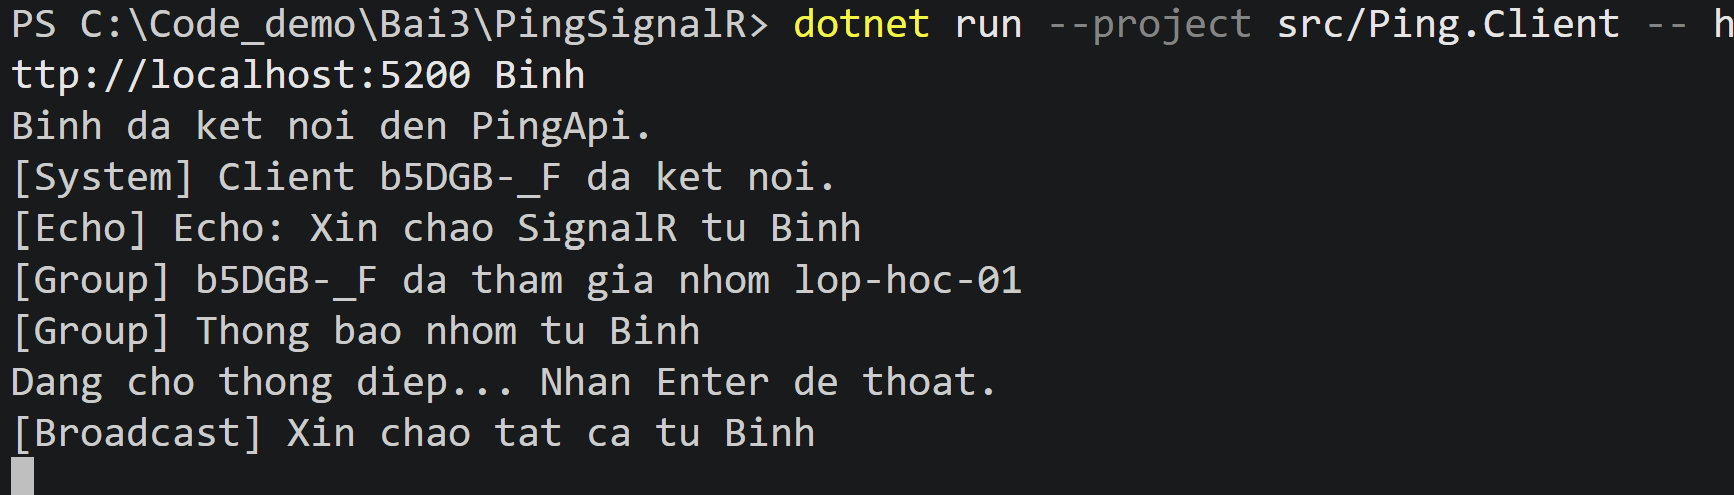 PS C:\Code_demo\Bai3\PingSignalR> dotnet run --project src/Ping.Client -- h
ttp://localhost:5200 Binh
Binh da ket noi den PingApi.
[System] Client b5DGB-_F da ket noi.
[Echo] Echo: Xin chao SignalR tu Binh
[Group] b5DGB-_F da tham gia nhom lop-hoc-01
[Group] Thong bao nhom tu Binh
Dang cho thong diep... Nhan Enter de thoat.
[Broadcast] Xin chao tat ca tu Binh